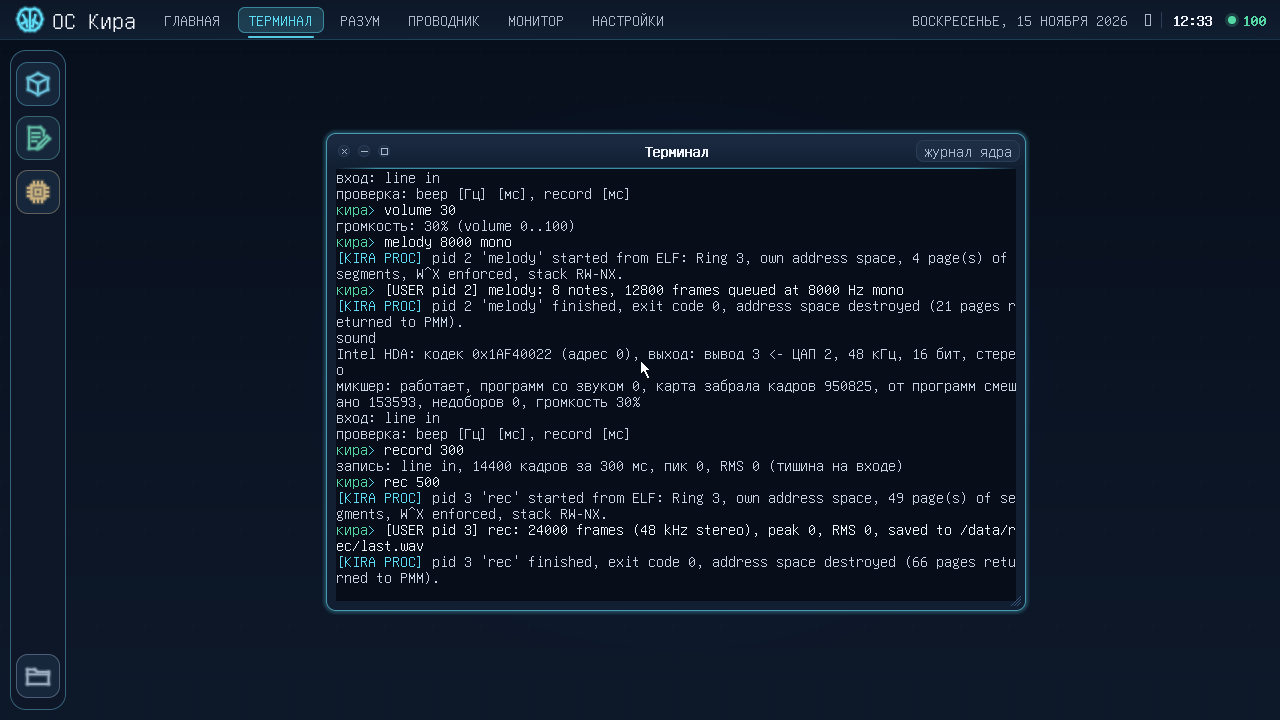 ОС Кира ГЛАВНАЯ ТЕРМИНАЛ РАЗУМ ПРОВОДНИК МОНИТОР НАСТРОЙКИ ВОСКРЕСЕНЬЕ, 15 НОЯБРЯ 2026 12:33 100
Терминал журнал ядра
вход: line in
проверка: beep [Гц] [мс], record [мс]
кира> volume 30
громкость: 30% (volume 0..100)
кира> melody 8000 mono
[KIRA PROC] pid 2 'melody' started from ELF: Ring 3, own address space, 4 page(s) of
segments, W^X enforced, stack RW-NX.
кира> [USER pid 2] melody: 8 notes, 12800 frames queued at 8000 Hz mono
[KIRA PROC] pid 2 'melody' finished, exit code 0, address space destroyed (21 pages r
eturned to PMM).
sound
Intel HDA: кодек 0x1AF40022 (адрес 0), выход: вывод 3 <- ЦАП 2, 48 кГц, 16 бит, стере
о
микшер: работает, программ со звуком 0, карта забрала кадров 950825, от программ смеш
ано 153593, недоборов 0, громкость 30%
вход: line in
проверка: beep [Гц] [мс], record [мс]
кира> record 300
запись: line in, 14400 кадров за 300 мс, пик 0, RMS 0 (тишина на входе)
кира> rec 500
[KIRA PROC] pid 3 'rec' started from ELF: Ring 3, own address space, 49 page(s) of se
gments, W^X enforced, stack RW-NX.
кира> [USER pid 3] rec: 24000 frames (48 kHz stereo), peak 0, RMS 0, saved to /data/r
ec/last.wav
[KIRA PROC] pid 3 'rec' finished, exit code 0, address space destroyed (66 pages retu
rned to PMM).